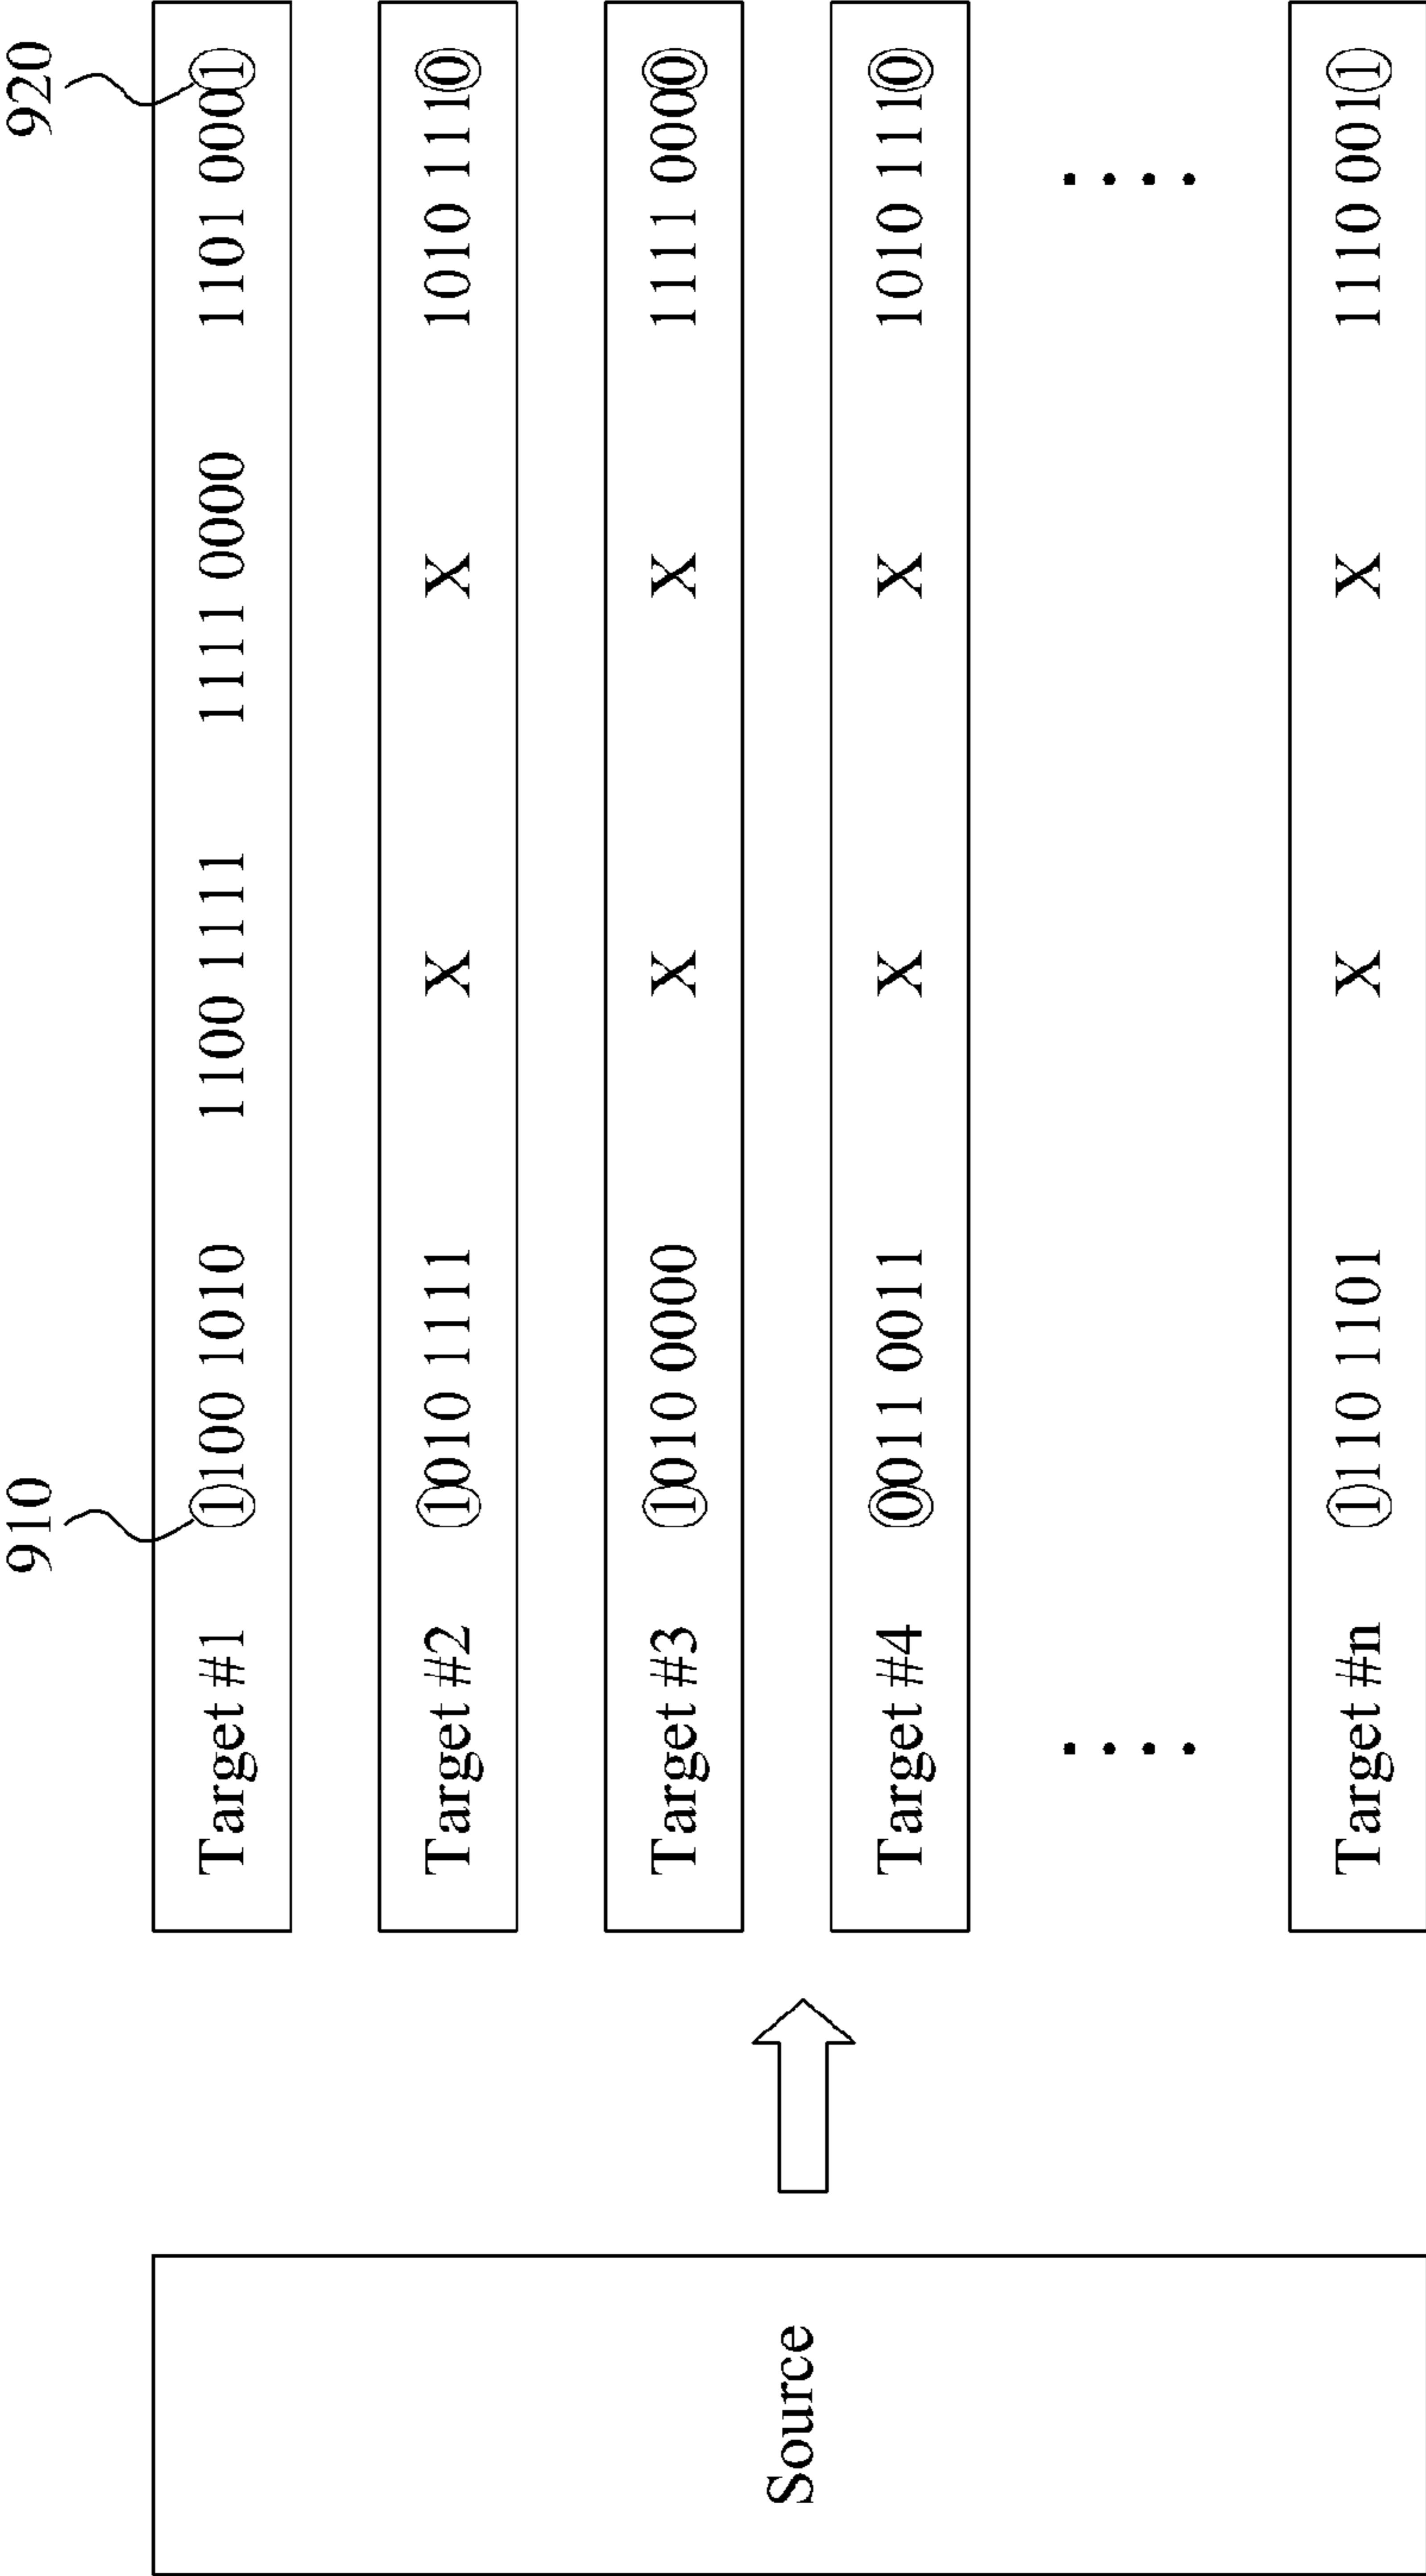 910 920
Target #1 1100 1010 1100 1111 1111 0000 1101 0001
Target #2 1010 1111 X X 1010 1110
Target #3 1010 0000 X X 1111 0000
Source
Target #4 0011 0011 X X 1010 1110
.... ....
Target #n 1110 1101 X X 1110 0011